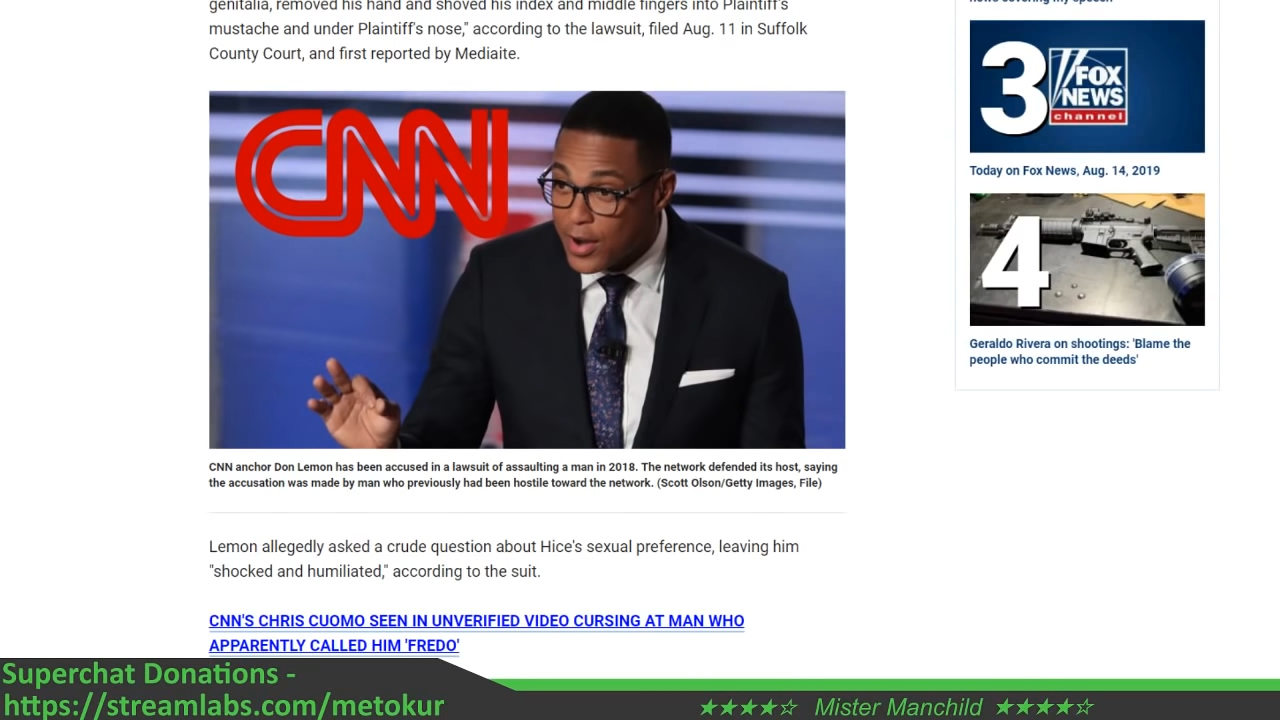 genitalia, removed his hand and shoved his index and middle fingers into Plaintiff's
mustache and under Plaintiff's nose," according to the lawsuit, filed Aug. 11 in Suffolk
County Court, and first reported by Mediaite.
CNN
CNN anchor Don Lemon has been accused in a lawsuit of assaulting a man in 2018. The network defended its host, saying
the accusation was made by man who previously had been hostile toward the network. (Scott Olson/Getty Images, File)
Lemon allegedly asked a crude question about Hice's sexual preference, leaving him
"shocked and humiliated," according to the suit.
CNN'S CHRIS CUOMO SEEN IN UNVERIFIED VIDEO CURSING AT MAN WHO
APPARENTLY CALLED HIM 'FREDO'
news covering my speech'
3
FOX
NEWS
channel
Today on Fox News, Aug. 14, 2019
4
Geraldo Rivera on shootings: 'Blame the
people who commit the deeds'
Superchat Donations -
https://streamlabs.com/metokur
★★★★☆ Mister Manchild ★★★★☆